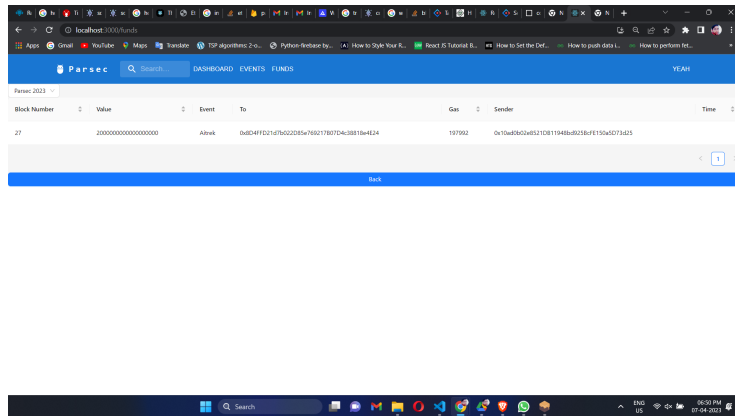 localhost:3000/funds
Apps Gmail YouTube Maps Translate TSP algorithms: 2-o... Python-firebase by... How to Style Your R... React JS Tutorial: B... How to Set the Def... How to push data i... How to perform fet...
Parsec Search... DASHBOARD EVENTS FUNDS YEAH
Parsec 2023
Block Number Value Event To Gas Sender Time
27 2000000000000000000 Aitrek 197992
1
Back
Search ENG 06:50 PM
US 07-04-2023